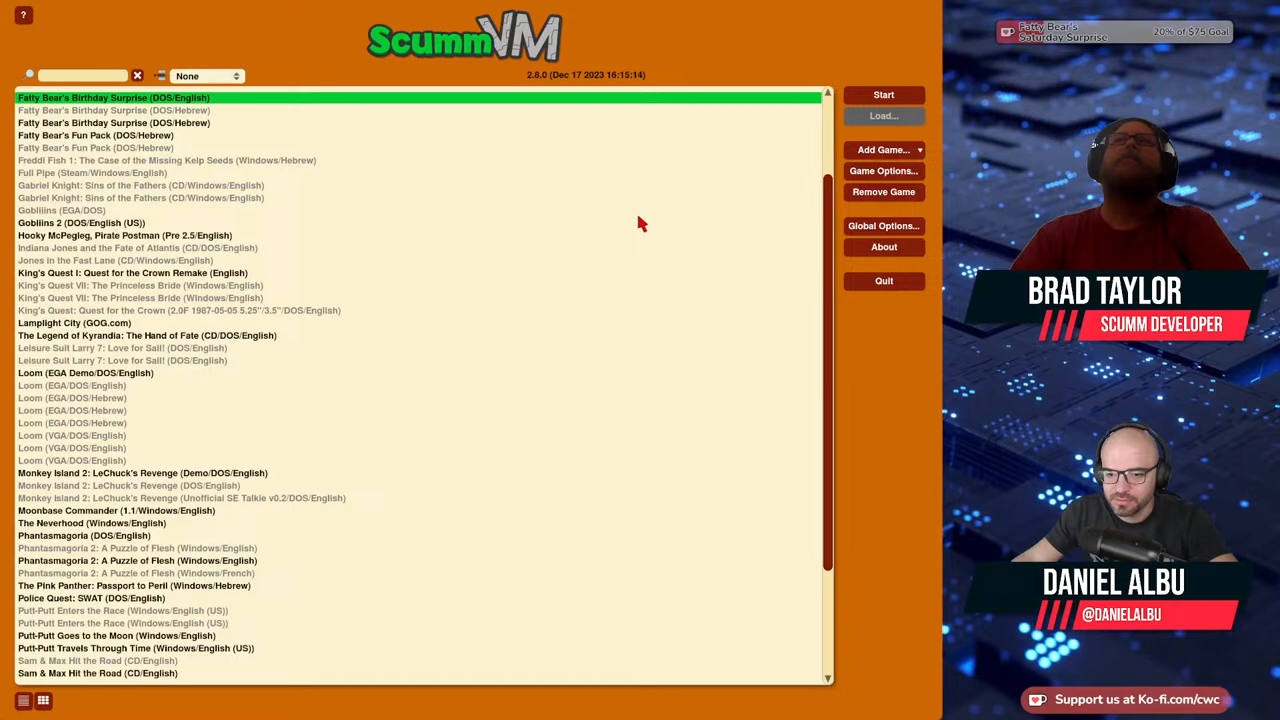 ?
ScummVM
None
2.8.0 (Dec 17 2023 16:15:14)
Fatty Bear's Birthday Surprise (DOS/English)
Fatty Bear's Birthday Surprise (DOS/Hebrew)
Fatty Bear's Birthday Surprise (DOS/Hebrew)
Fatty Bear's Fun Pack (DOS/Hebrew)
Fatty Bear's Fun Pack (DOS/Hebrew)
Freddi Fish 1: The Case of the Missing Kelp Seeds (Windows/Hebrew)
Full Pipe (Steam/Windows/English)
Gabriel Knight: Sins of the Fathers (CD/Windows/English)
Gabriel Knight: Sins of the Fathers (CD/Windows/English)
Gobliiins (EGA/DOS)
Gobliins 2 (DOS/English (US))
Hooky McPegleg, Pirate Postman (Pre 2.5/English)
Indiana Jones and the Fate of Atlantis (CD/DOS/English)
Jones in the Fast Lane (CD/Windows/English)
King's Quest I: Quest for the Crown Remake (English)
King's Quest VII: The Princeless Bride (Windows/English)
King's Quest VII: The Princeless Bride (Windows/English)
King's Quest: Quest for the Crown (2.0F 1987-05-05 5.25"/3.5"/DOS/English)
Lamplight City (GOG.com)
The Legend of Kyrandia: The Hand of Fate (CD/DOS/English)
Leisure Suit Larry 7: Love for Sail! (DOS/English)
Leisure Suit Larry 7: Love for Sail! (DOS/English)
Loom (EGA Demo/DOS/English)
Loom (EGA/DOS/English)
Loom (EGA/DOS/Hebrew)
Loom (EGA/DOS/Hebrew)
Loom (EGA/DOS/Hebrew)
Loom (VGA/DOS/English)
Loom (VGA/DOS/English)
Loom (VGA/DOS/English)
Monkey Island 2: LeChuck's Revenge (Demo/DOS/English)
Monkey Island 2: LeChuck's Revenge (DOS/English)
Monkey Island 2: LeChuck's Revenge (Unofficial SE Talkie v0.2/DOS/English)
Moonbase Commander (1.1/Windows/English)
The Neverhood (Windows/English)
Phantasmagoria (DOS/English)
Phantasmagoria 2: A Puzzle of Flesh (Windows/English)
Phantasmagoria 2: A Puzzle of Flesh (Windows/English)
Phantasmagoria 2: A Puzzle of Flesh (Windows/French)
The Pink Panther: Passport to Peril (Windows/Hebrew)
Police Quest: SWAT (DOS/English)
Putt-Putt Enters the Race (Windows/English (US))
Putt-Putt Enters the Race (Windows/English (US))
Putt-Putt Goes to the Moon (Windows/English)
Putt-Putt Travels Through Time (Windows/English (US))
Sam & Max Hit the Road (CD/English)
Sam & Max Hit the Road (CD/English)
Start
Load...
Add Game...
Game Options...
Remove Game
Global Options...
About
Quit
Fatty Bear's
Saturday Surprise
20% of $75 Goal
BRAD TAYLOR
SCUMM DEVELOPER
DANIEL ALBU
@DANIELALBU
Support us at Ko-fi.com/cwc